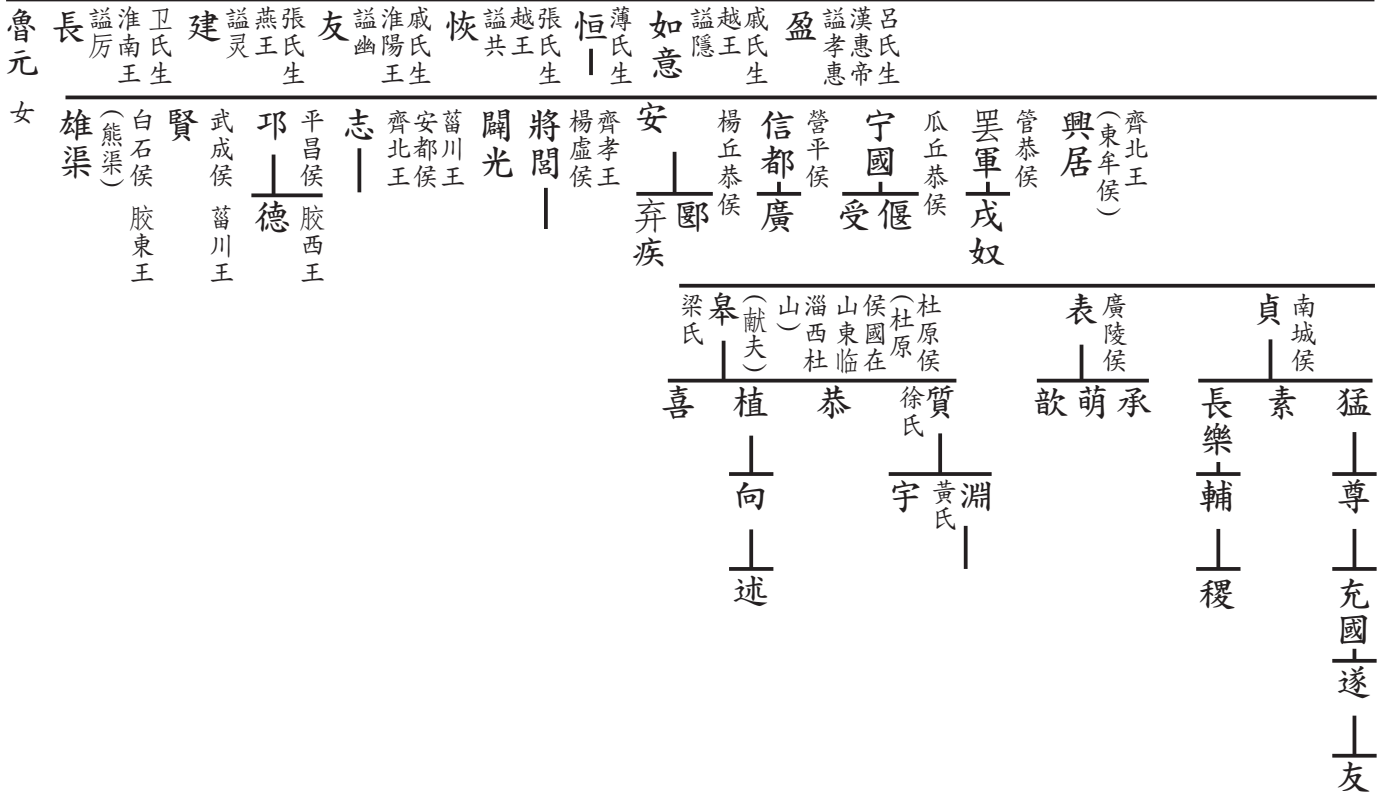 盈
呂氏生
漢惠帝
謚孝惠
如意
戚氏生
越王
謚隱
恒
薄氏生
恢
張氏生
越王
謚共
友
戚氏生
淮陽王
謚幽
建
張氏生
燕王
謚灵
長
卫氏生
淮南王
謚厉
魯元 女
興居
齊北王
(東牟侯)
罢軍
管恭侯
戎奴
宁國
瓜丘恭侯
偃
受
信都
營平侯
廣
安
楊丘恭侯
郾
弃疾
將閭
齊孝王
楊虛侯
闢光
志
菑川王
安都侯
齊北王
邛
平昌侯 胶西王
德
賢
武成侯 菑川王
雄渠
白石侯 胶東王
(熊渠)
貞
南城侯
表
廣陵侯
皋
杜原侯
(杜原
侯國在
山東临
淄西杜
山)
(献夫)
梁氏
猛
素
長樂
承
萌
歆
質
徐氏
恭
植
喜
尊
輔
淵
黃氏
宇
向
充國
稷
述
遂
友